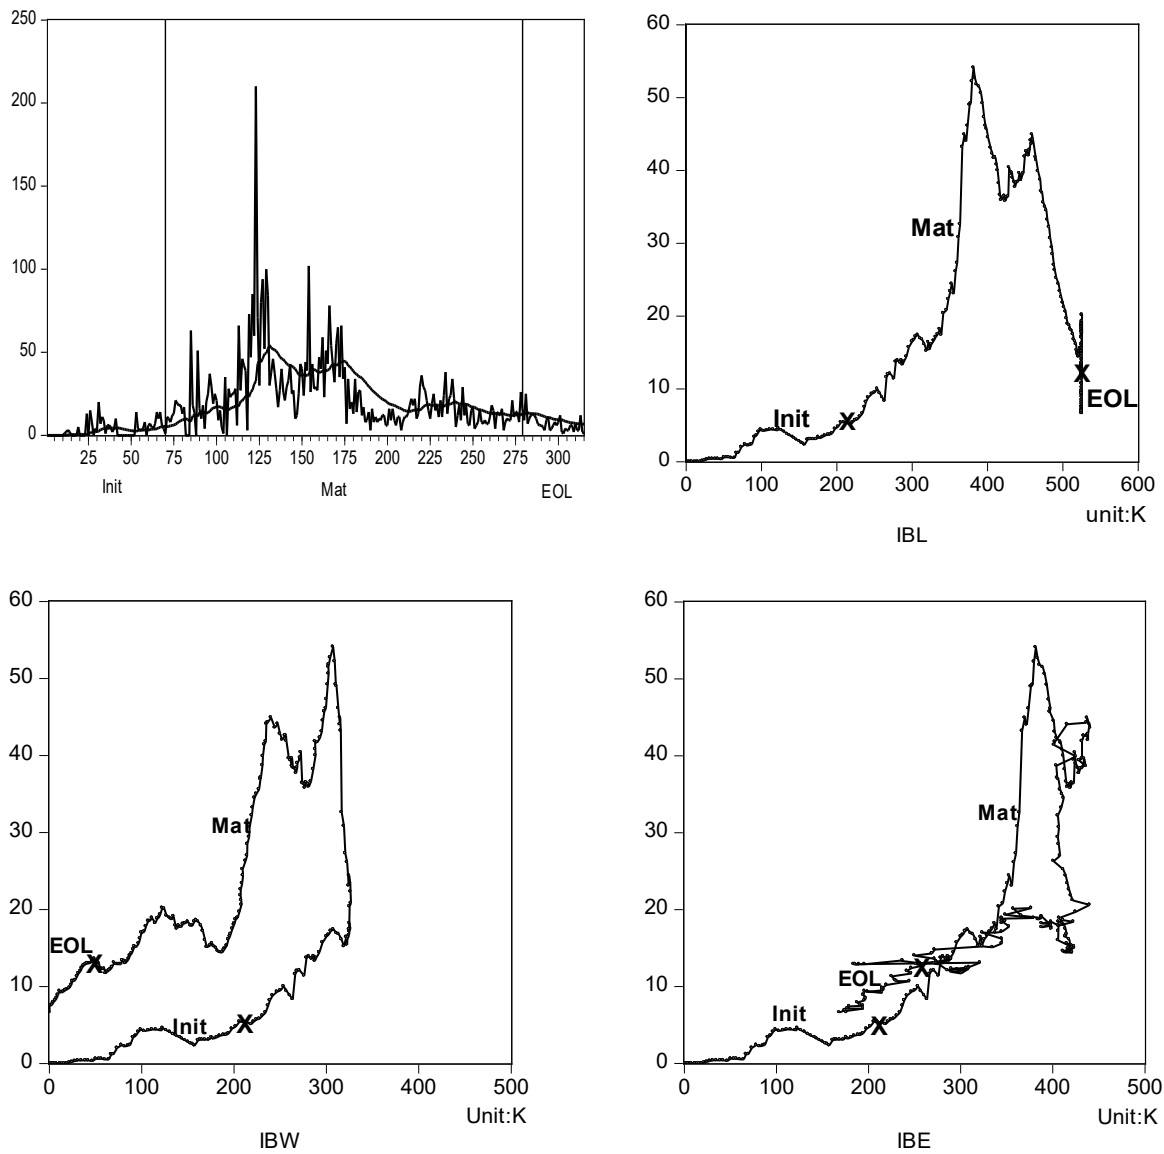 250
200
150
100
50
0
25 50 75 100 125 150 175 200 225 250 275 300
Init Mat EOL
60
50
40
30
20
10
0
Mat
Init
EOL
0 100 200 300 400 500 600
unit:K
IBL
60
50
40
30
20
10
0
Mat
EOL
Init
0 100 200 300 400 500
Unit:K
IBW
60
50
40
30
20
10
0
Mat
EOL
Init
0 100 200 300 400 500
Unit:K
IBE